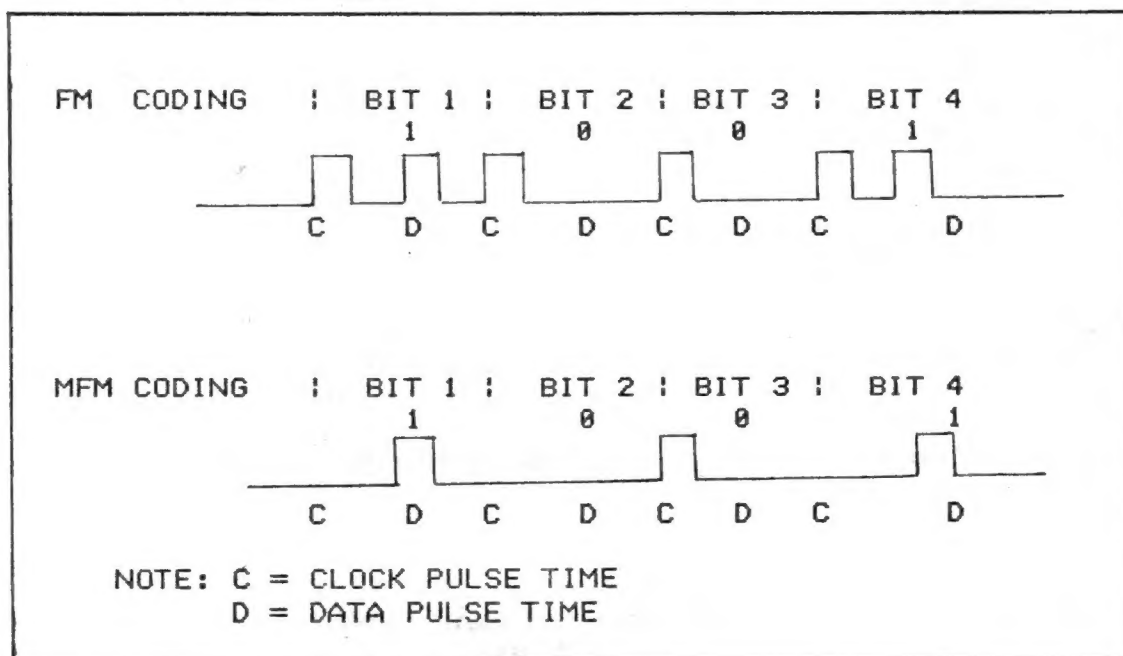 FM CODING ¦ BIT 1 ¦ BIT 2 ¦ BIT 3 ¦ BIT 4
1 0 0 1
C D C D C D C D
MFM CODING ¦ BIT 1 ¦ BIT 2 ¦ BIT 3 ¦ BIT 4
1 0 0 1
C D C D C D C D
NOTE: C = CLOCK PULSE TIME
D = DATA PULSE TIME